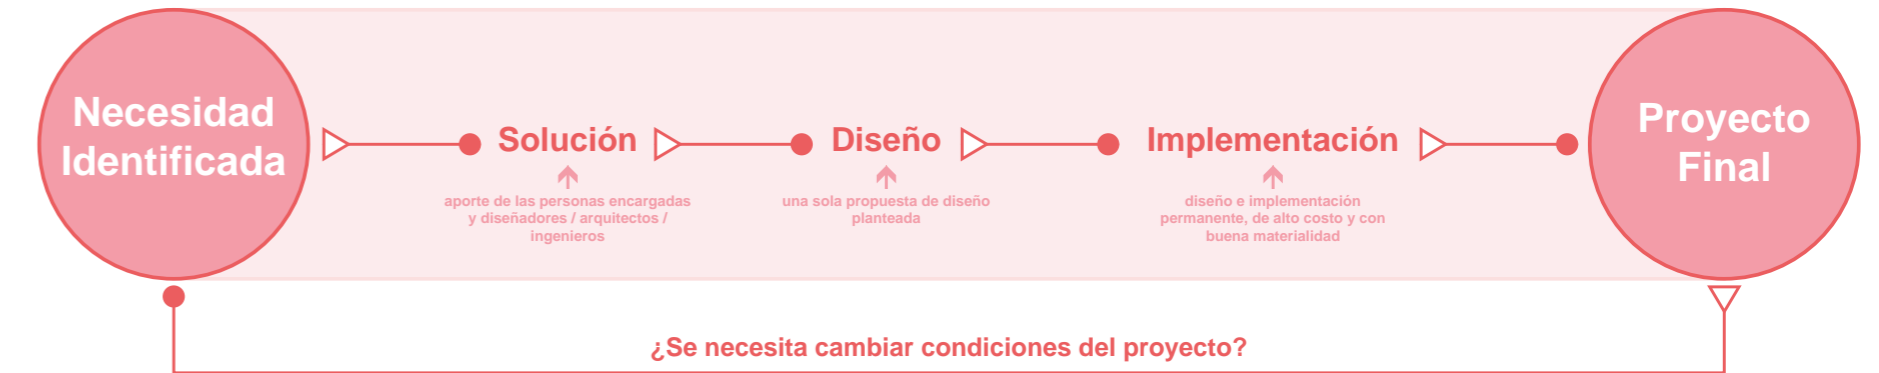 Necesidad
Identificada
Solución
aporte de las personas encargadas
y diseñadores / arquitectos /
ingenieros
Diseño
una sola propuesta de diseño
planteada
Implementación
diseño e implementación
permanente, de alto costo y con
buena materialidad
Proyecto
Final
¿Se necesita cambiar condiciones del proyecto?